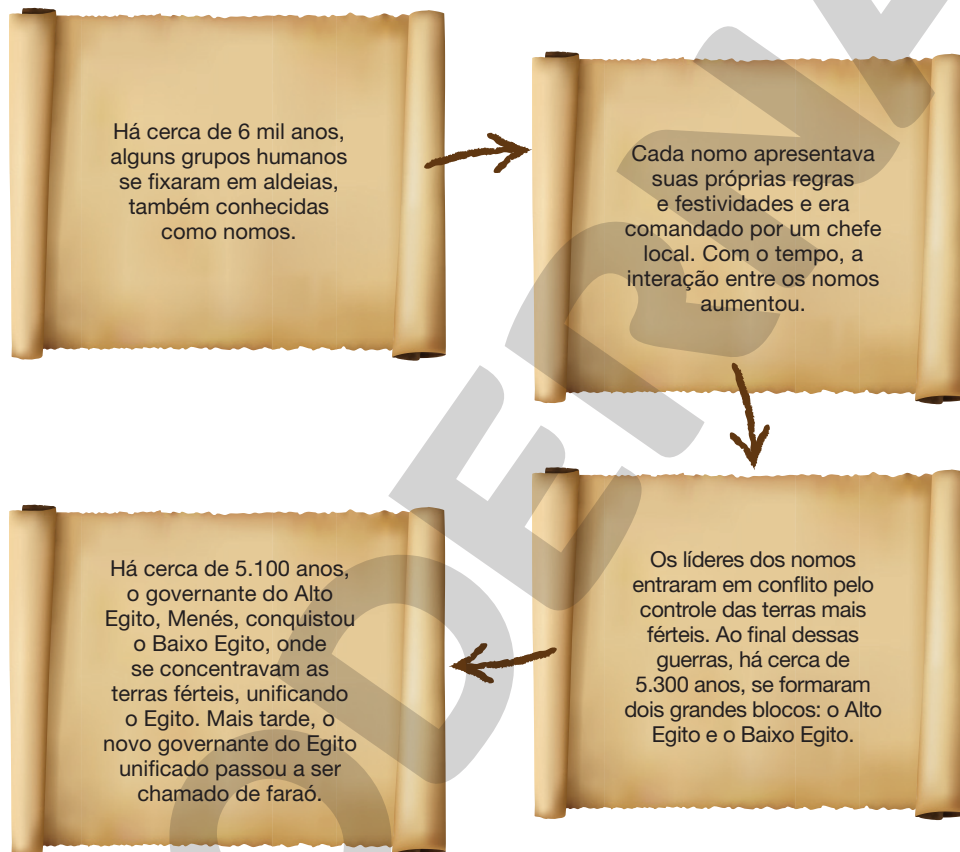 Há cerca de 6 mil anos,
alguns grupos humanos
se fixaram em aldeias,
também conhecidas
como nomos.
Cada nomo apresentava
suas próprias regras
e festividades e era
comandado por um chefe
local. Com o tempo, a
interação entre os nomos
aumentou.
Os líderes dos nomos
entraram em conflito pelo
controle das terras mais
férteis. Ao final dessas
guerras, há cerca de
5.300 anos, se formaram
dois grandes blocos: o Alto
Egito e o Baixo Egito.
Há cerca de 5.100 anos,
o governante do Alto
Egito, Menés, conquistou
o Baixo Egito, onde
se concentravam as
terras férteis, unificando
o Egito. Mais tarde, o
novo governante do Egito
unificado passou a ser
chamado de faraó.